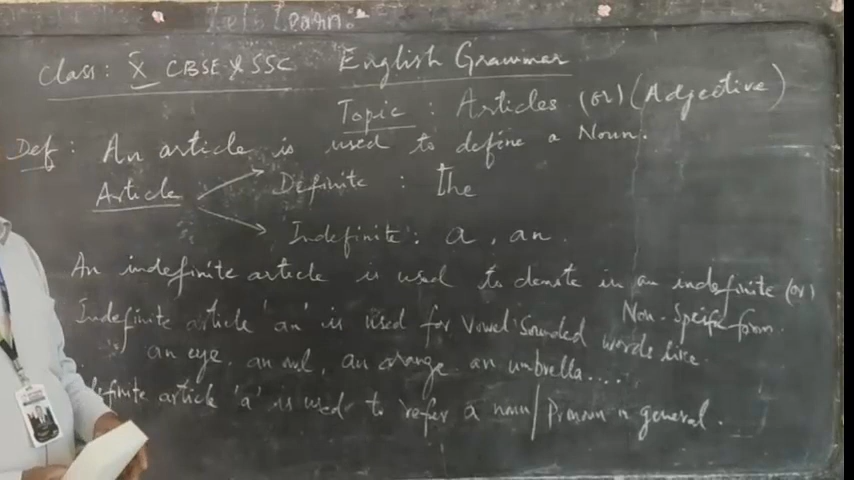 Let's Learn.
Class: X CBSE & SSC English Grammar
Topic : Articles (or) (Adjective)
Def : An article is used to define a Noun.
Article Definite : The
Indefinite : a , an.
An indefinite article is used to denote in an indefinite (or)
Non-Specific form.
Indefinite article 'an' is used for Vowel Sounded words like
an eye, an owl, an orange an umbrella....
definite article 'a' is used to refer a noun/Pronoun in general.